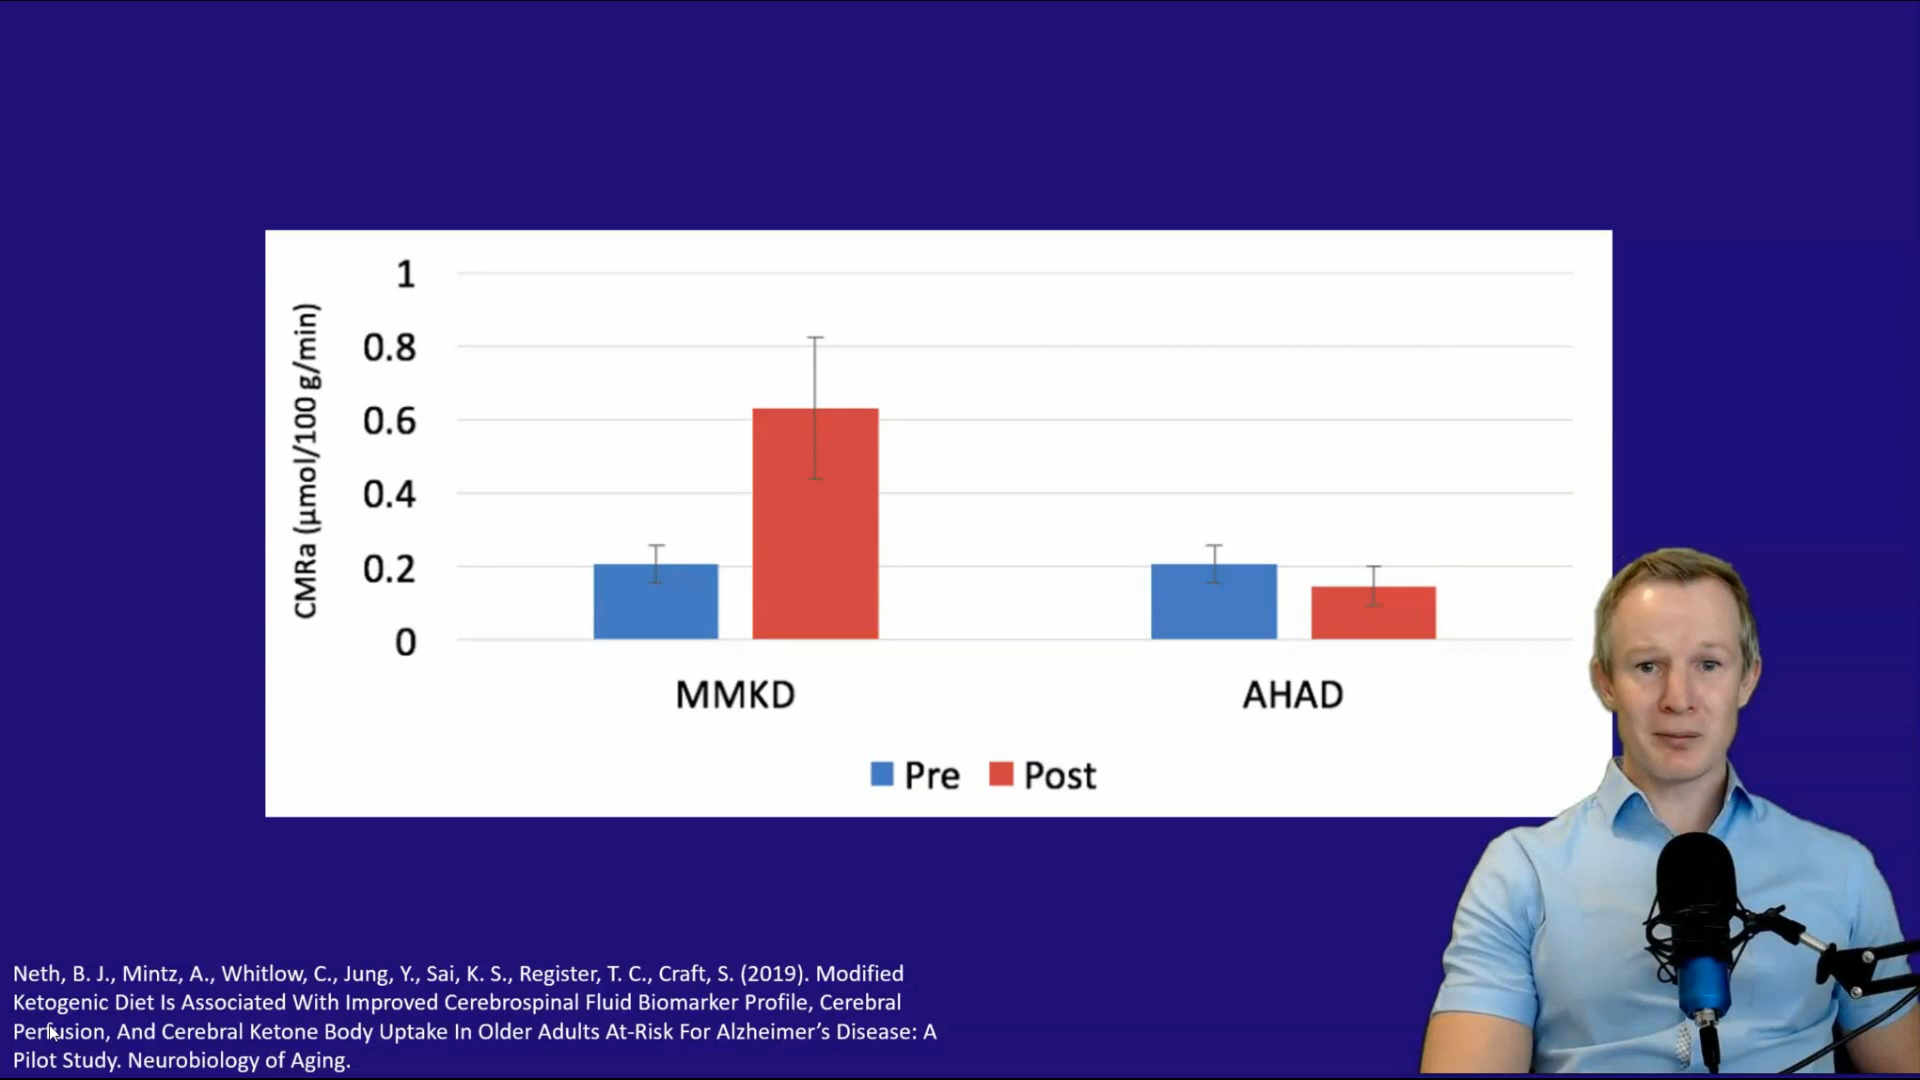 1
0.8
0.6
0.4
0.2
0
CMRa (µmol/100 g/min)
MMKD
AHAD
Pre Post
Neth, B. J., Mintz, A., Whitlow, C., Jung, Y., Sai, K. S., Register, T. C., Craft, S. (2019). Modified
Ketogenic Diet Is Associated With Improved Cerebrospinal Fluid Biomarker Profile, Cerebral
Perfusion, And Cerebral Ketone Body Uptake In Older Adults At-Risk For Alzheimer’s Disease: A
Pilot Study. Neurobiology of Aging.